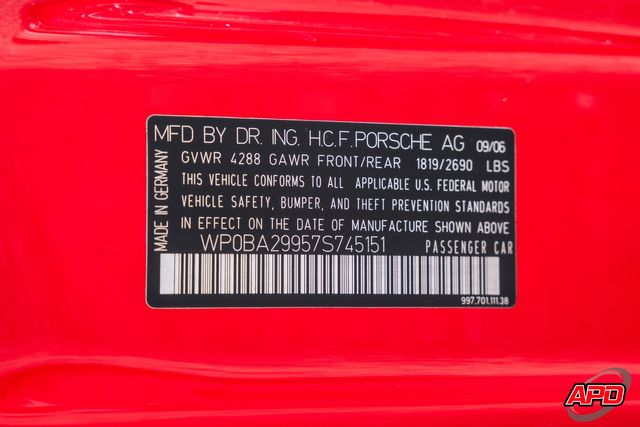 MFD BY DR. ING. H.C.F.PORSCHE AG 09/06
GVWR 4288 GAWR FRONT/REAR 1819/2690 LBS
THIS VEHICLE CONFORMS TO ALL APPLICABLE U.S. FEDERAL MOTOR
VEHICLE SAFETY, BUMPER, AND THEFT PREVENTION STANDARDS
IN EFFECT ON THE DATE OF MANUFACTURE SHOWN ABOVE
WP0BA29957S745151 PASSENGER CAR
MADE IN GERMANY
997.701.111.38
APD